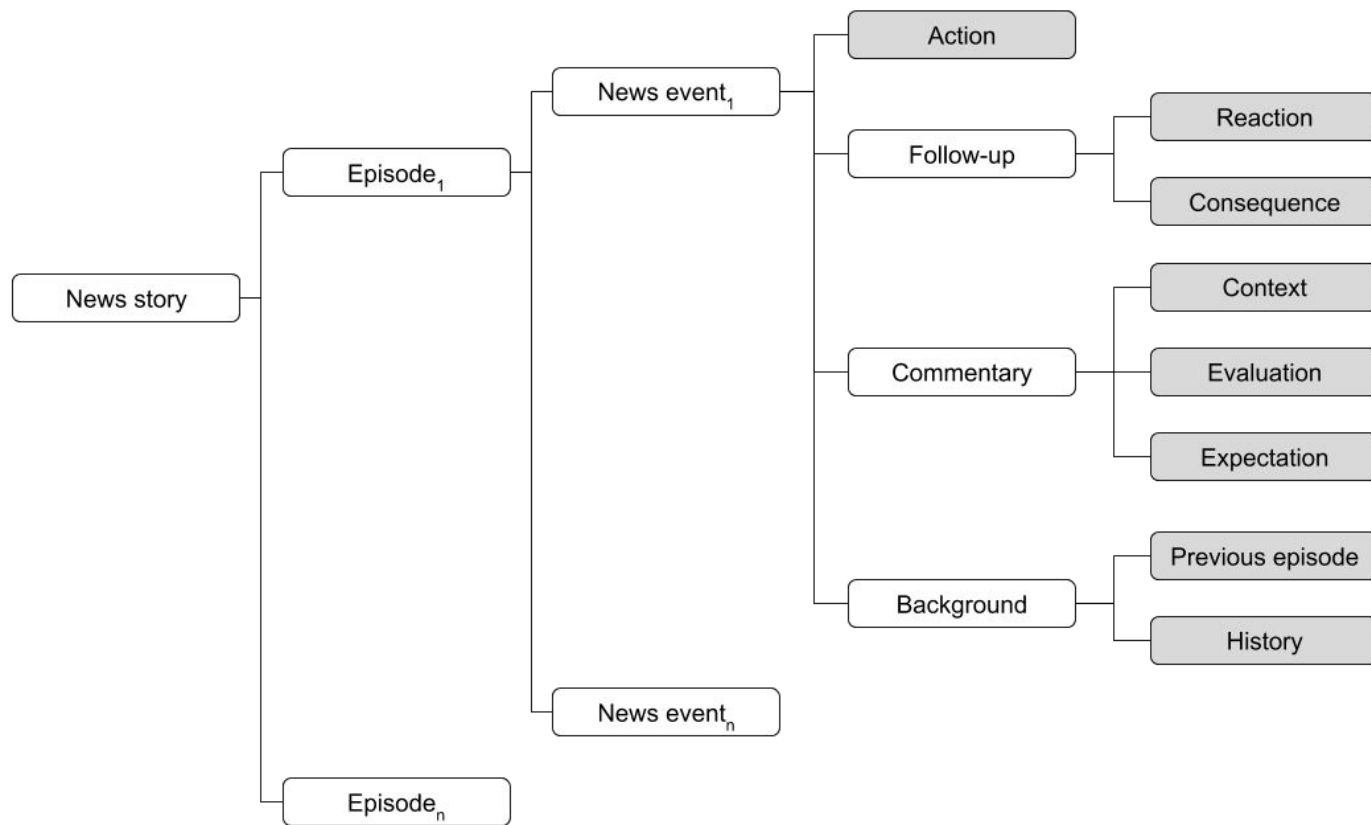 Action
News event1
Reaction
Follow-up
Episode1
Consequence
News story
Context
Commentary
Evaluation
Expectation
Previous episode
Background
History
News eventn
Episoden